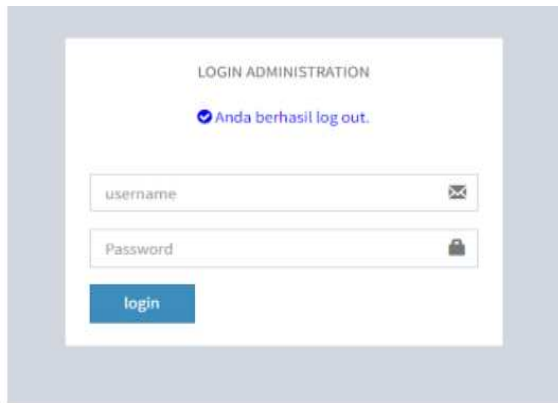 LOGIN ADMINISTRATION
Anda berhasil log out.
username
Password
login